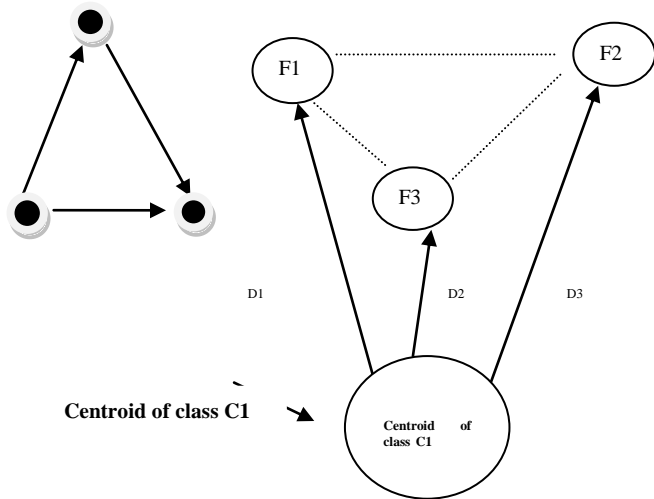 F1
F2
F3
D1
D2
D3
Centroid of class C1
Centroid of
class C1